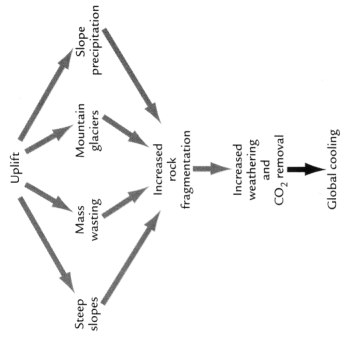 Uplift
Steep
slopes
Mass
wasting
Mountain
glaciers
Slope
precipitation
Increased
rock
fragmentation
Increased
weathering
and
CO₂ removal
Global cooling